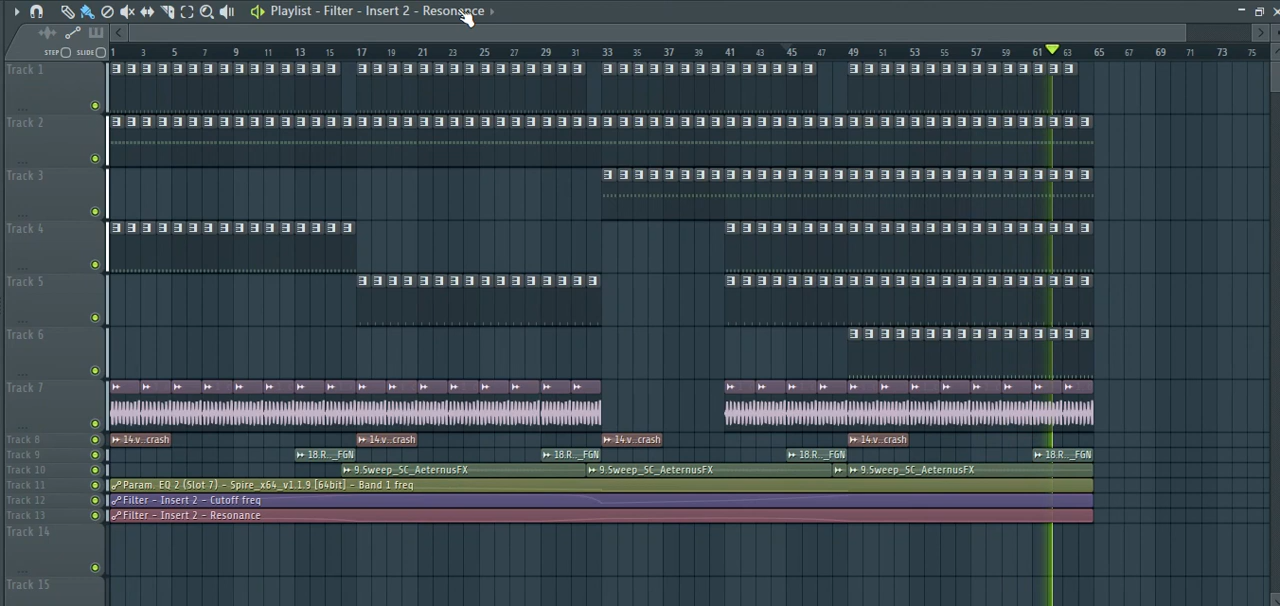 Playlist - Filter - Insert 2 - Resonance
STEP SLIDE
1 3 5 7 9 11 13 15 17 19 21 23 25 27 29 31 33 35 37 39 41 43 45 47 49 51 53 55 57 59 61 63 65 67 69 71 73 75
Track 1
Track 2
Track 3
Track 4
Track 5
Track 6
Track 7
Track 8 14.v..crash 14.v..crash 14.v..crash 14.v..crash
Track 9 18.R.._FGN 18.R.._FGN 18.R.._FGN 18.R.._FGN
Track 10 9.Sweep_SC_AeternusFX 9.Sweep_SC_AeternusFX 9.Sweep_SC_AeternusFX
Track 11 Param. EQ 2 (Slot 7) - Spire_x64_v1.1.9 [64bit] - Band 1 freq
Track 12 Filter - Insert 2 - Cutoff freq
Track 13 Filter - Insert 2 - Resonance
Track 14
Track 15